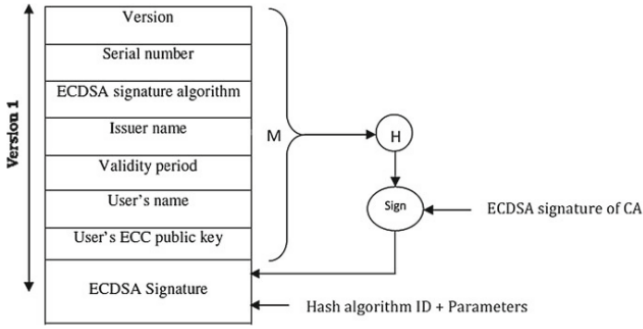 Version
Serial number
ECDSA signature algorithm
Issuer name
Validity period
User's name
User's ECC public key
ECDSA Signature
Version 1
M
H
Sign
ECDSA signature of CA
Hash algorithm ID + Parameters